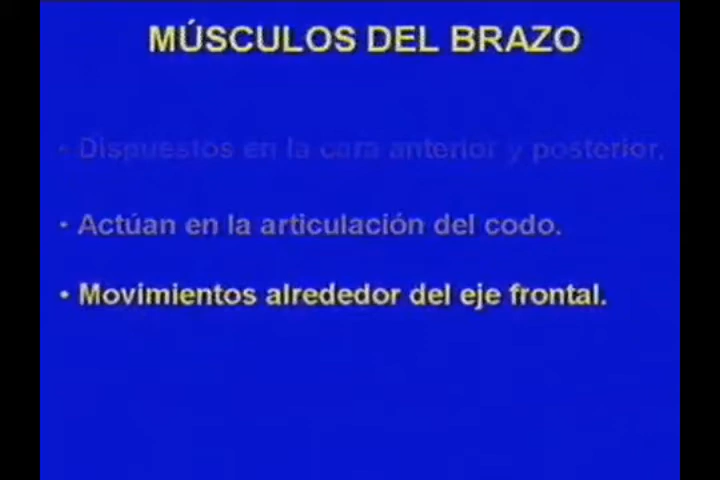 MÚSCULOS DEL BRAZO
• Dispuestos en la cara anterior y posterior.
• Actúan en la articulación del codo.
• Movimientos alrededor del eje frontal.